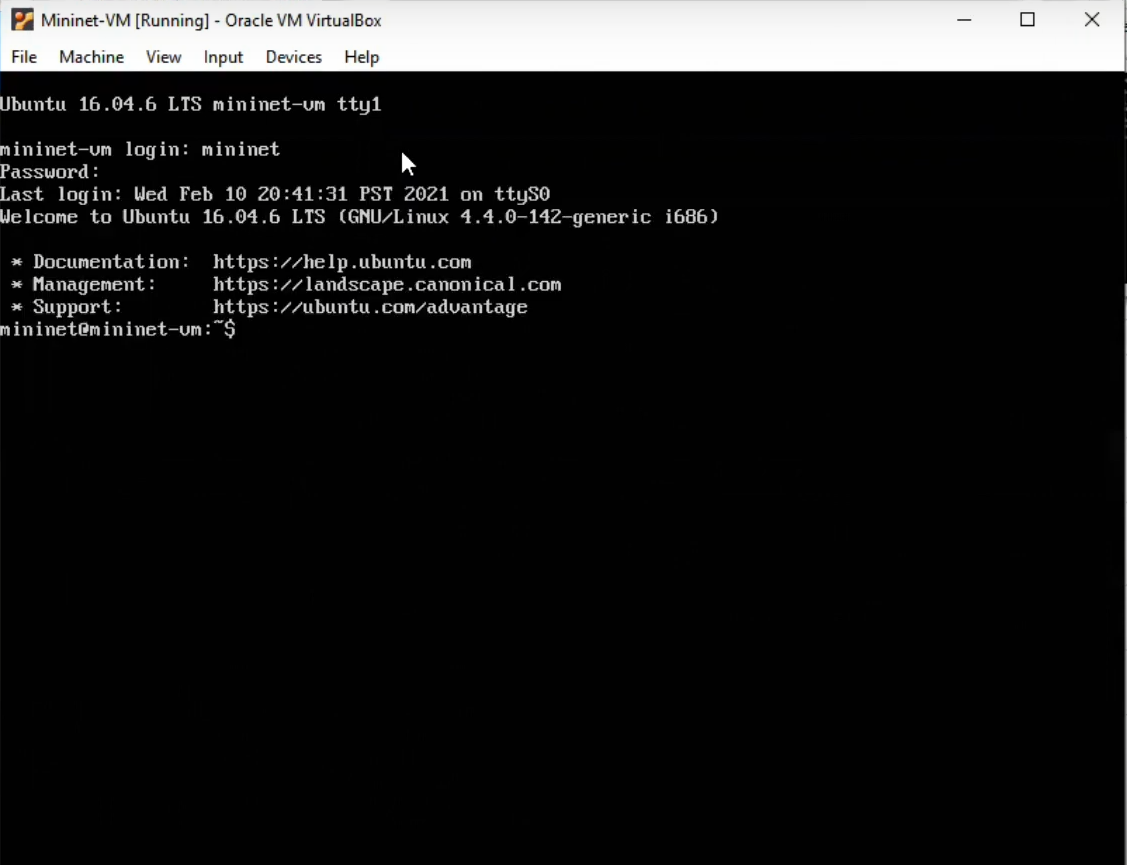 Mininet-VM [Running] - Oracle VM VirtualBox
File Machine View Input Devices Help
Ubuntu 16.04.6 LTS mininet-vm tty1
mininet-vm login: mininet
Password:
Last login: Wed Feb 10 20:41:31 PST 2021 on ttyS0
Welcome to Ubuntu 16.04.6 LTS (GNU/Linux 4.4.0-142-generic i686)
* Documentation: https://help.ubuntu.com
* Management: https://landscape.canonical.com
* Support: https://ubuntu.com/advantage
mininet@mininet-vm:~$